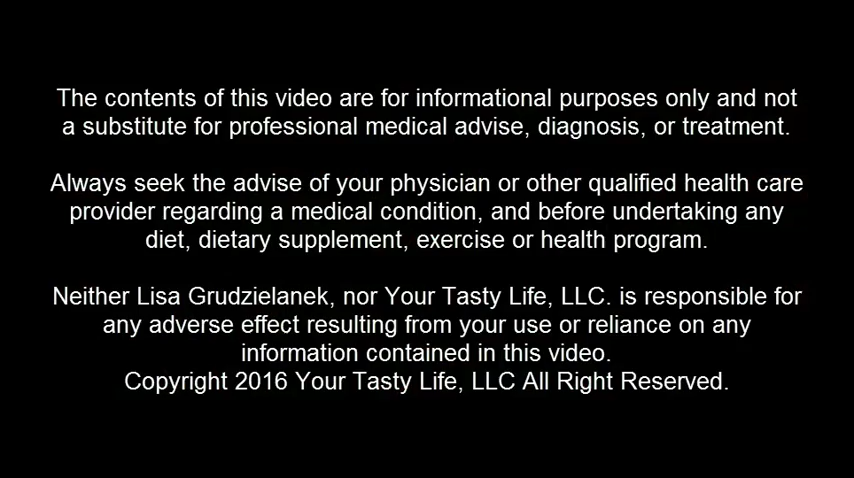 The contents of this video are for informational purposes only and not
a substitute for professional medical advise, diagnosis, or treatment.
Always seek the advise of your physician or other qualified health care
provider regarding a medical condition, and before undertaking any
diet, dietary supplement, exercise or health program.
Neither Lisa Grudzielanek, nor Your Tasty Life, LLC. is responsible for
any adverse effect resulting from your use or reliance on any
information contained in this video.
Copyright 2016 Your Tasty Life, LLC All Right Reserved.